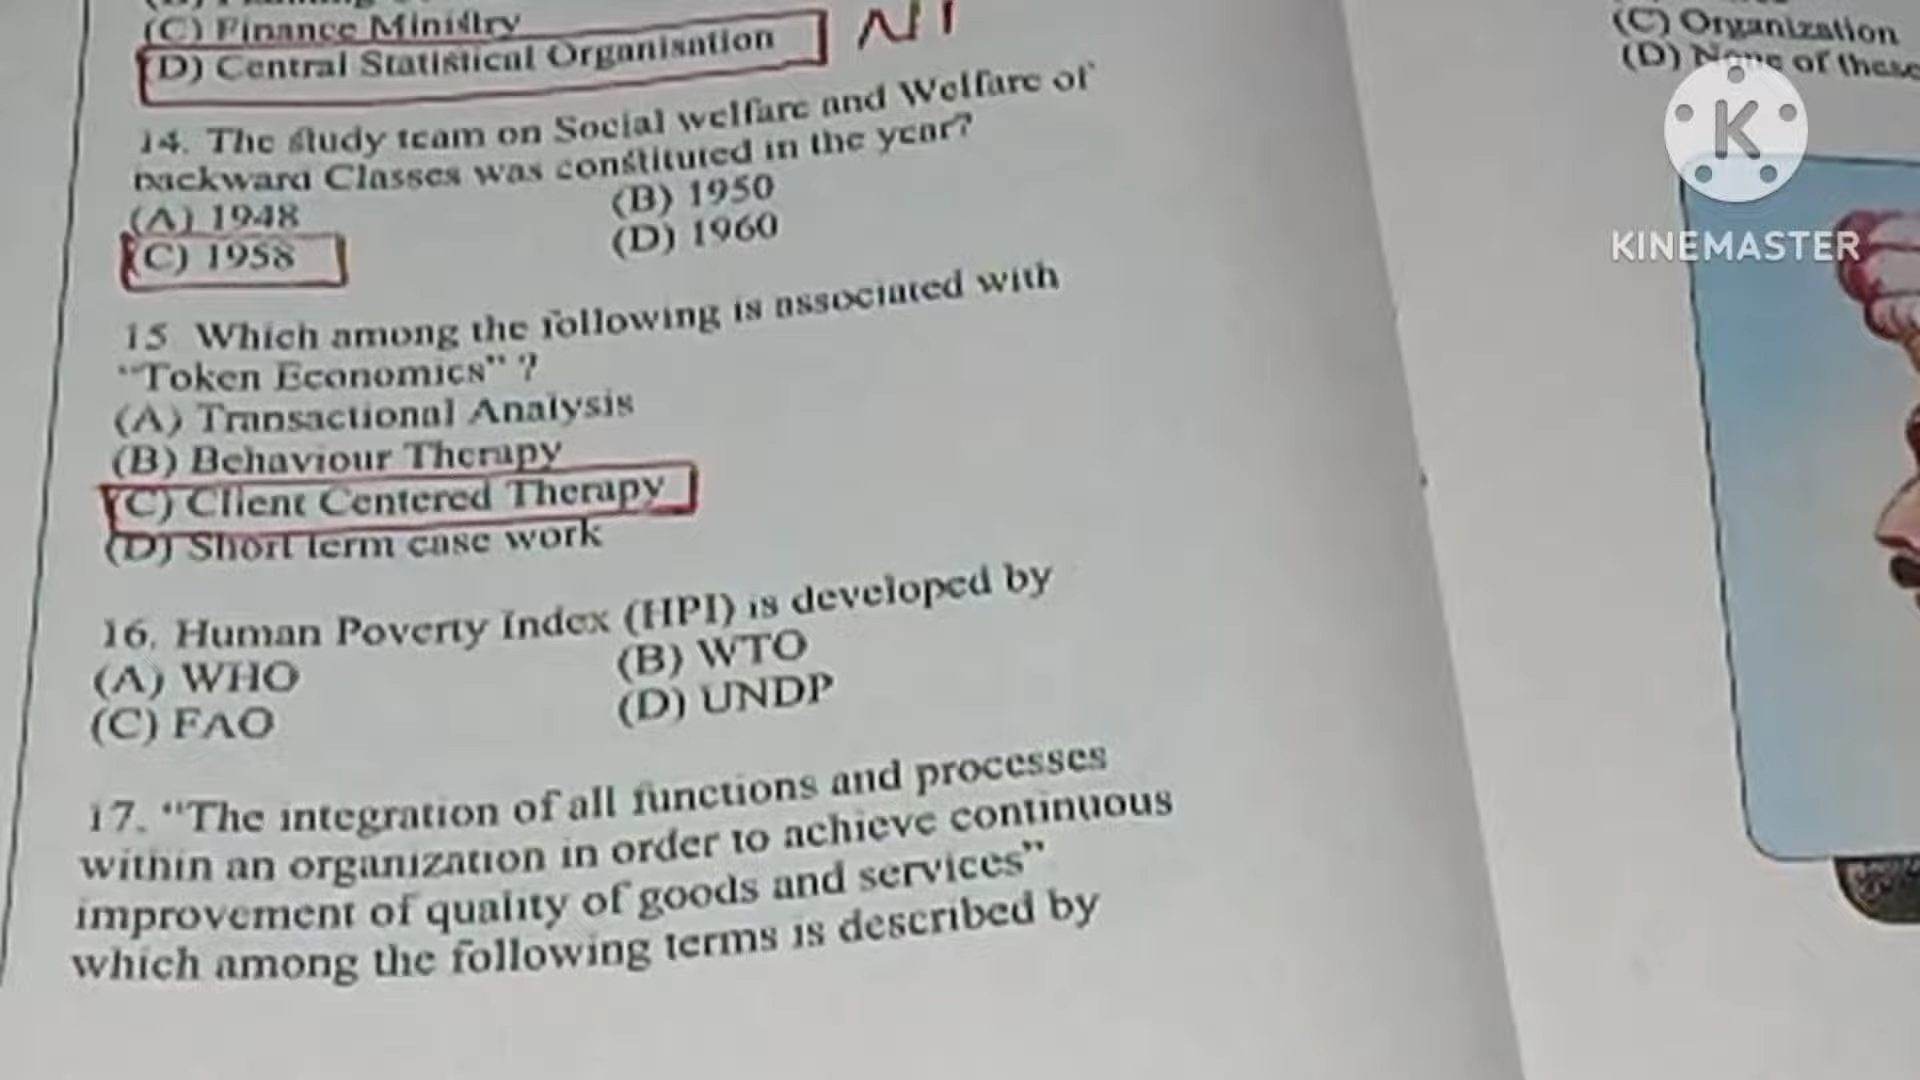 (C) Finance Ministry
(D) Central Statistical Organisation
14. The study team on Social welfare and Welfare of
backward Classes was constituted in the year?
(A) 1948
(B) 1950
(C) 1958
(D) 1960
15 Which among the following is associated with
"Token Economics" ?
(A) Transactional Analysis
(B) Behaviour Therapy
(C) Client Centered Therapy
(D) Short term case work
16. Human Poverty Index (HPI) is developed by
(A) WHO
(B) WTO
(C) FAO
(D) UNDP
17. "The integration of all functions and processes
within an organization in order to achieve continuous
improvement of quality of goods and services"
which among the following terms is described by
(C) Organization
(D) None of these
K
KINEMASTER